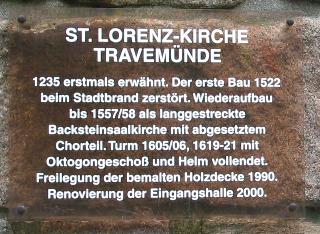 ST. LORENZ-KIRCHE
TRAVEMÜNDE
1235 erstmals erwähnt. Der erste Bau 1522
beim Stadtbrand zerstört. Wiederaufbau
bis 1557/58 als langgestreckte
Backsteinsaalkirche mit abgesetztem
Chorteil. Turm 1605/06, 1619-21 mit
Oktogongeschoß und Helm vollendet.
Freilegung der bemalten Holzdecke 1990.
Renovierung der Eingangshalle 2000.